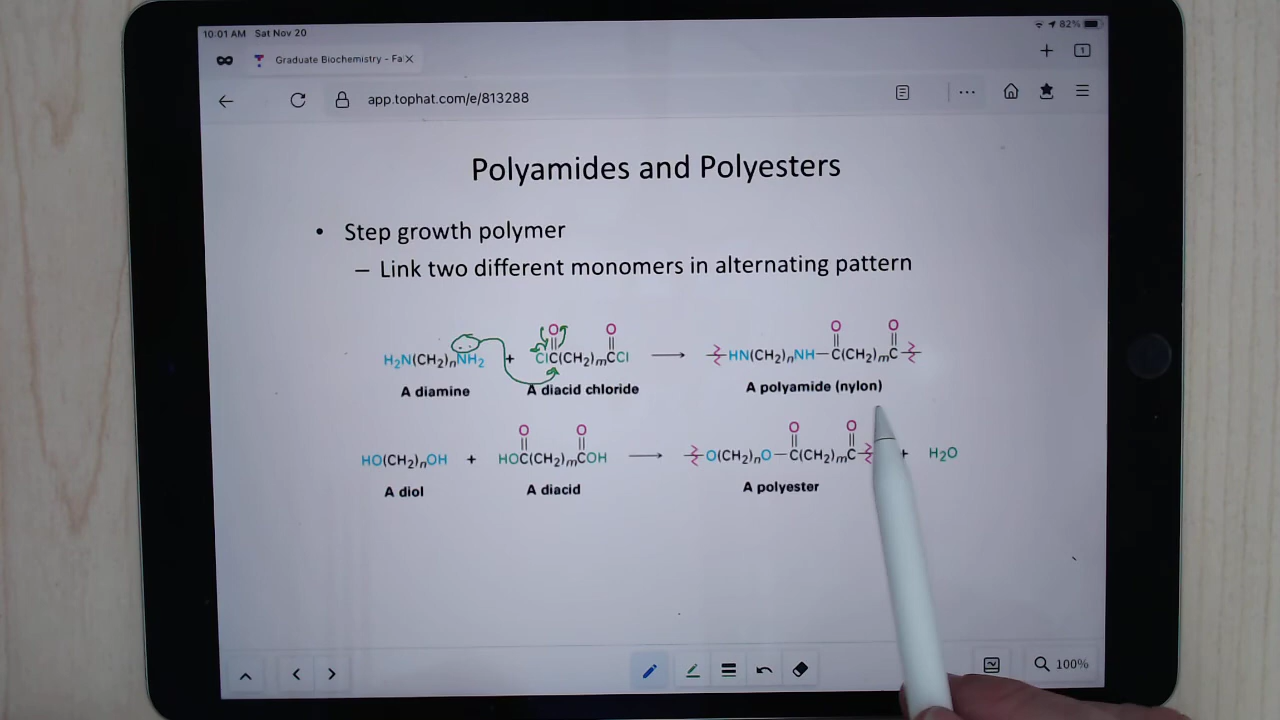 10:01 AM Sat Nov 20
82%
Graduate Biochemistry - Fa
1
app.tophat.com/e/813288
Polyamides and Polyesters
• Step growth polymer
– Link two different monomers in alternating pattern
O O O O
H₂N(CH₂)ₙNH₂ + ClC(CH₂)ₘCCl → HN(CH₂)ₙNH—C(CH₂)ₘC
A diamine A diacid chloride A polyamide (nylon)
O O O O
HO(CH₂)ₙOH + HOC(CH₂)ₘCOH → O(CH₂)ₙO—C(CH₂)ₘC + H₂O
A diol A diacid A polyester
100%